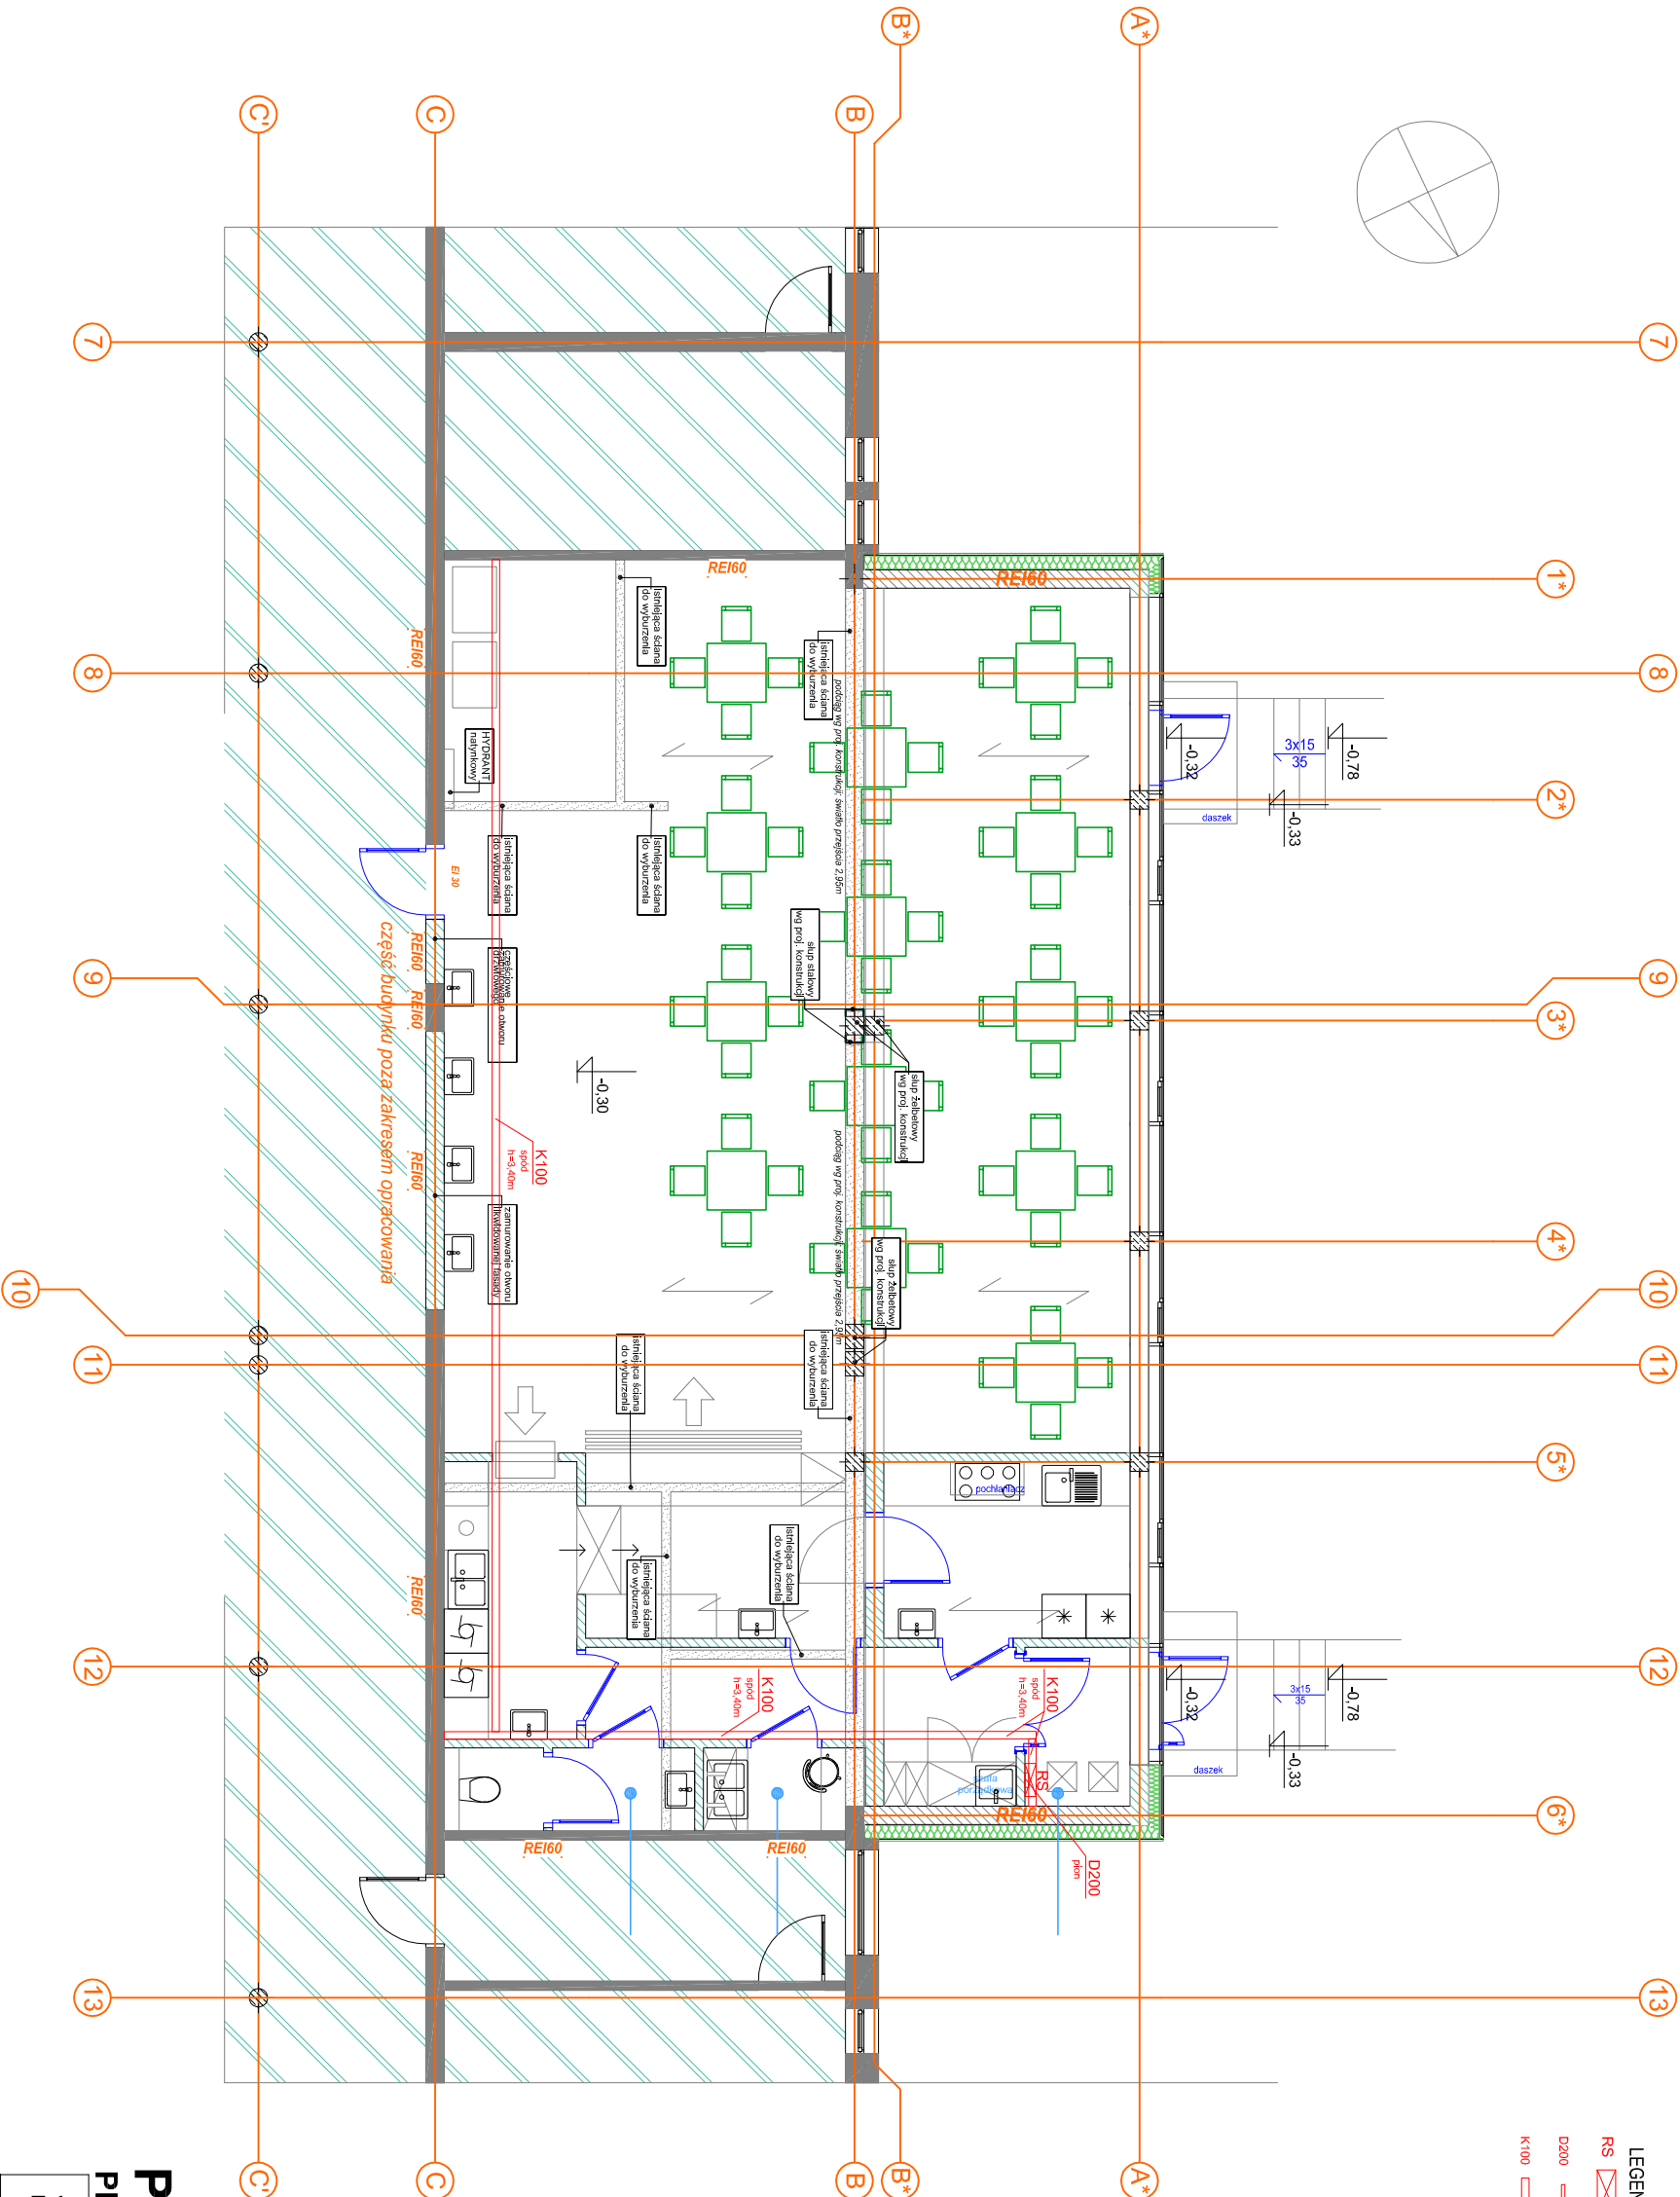 A*
B*
B
C
C'
7
7
1*
8
8
2*
9
9
3*
4*
10
10
11
11
5*
12
12
6*
13
13
A*
B*
B
C
C'
REI60
REI60
REI60
istniejąca ściana
do wyburzenia
istniejąca ściana
do wyburzenia
podciąg wg proj. konstrukcji; światło przejścia 2,95m
HYDRANT
natynkowy
istniejąca ściana
do wyburzenia
istniejąca ściana
do wyburzenia
EI 30
-0,32
3x15
35
-0,78
-0,33
daszek
REI60
REI60
REI60
część budynku poza zakresem opracowania
częściowe
zamurowanie otworu
drzwiowego
słup stalowy
wg proj. konstrukcji
słup żelbetowy
wg proj. konstrukcji
-0,30
K100
spód
h=3,40m
zamurowanie otworu
likwidowanej fasady
podciąg wg proj. konstrukcji; światło przejścia 2,95m
słup żelbetowy
wg proj. konstrukcji
istniejąca ściana
do wyburzenia
istniejąca ściana
do wyburzenia
pochłaniacz
istniejąca ściana
do wyburzenia
istniejąca ściana
do wyburzenia
REI60
K100
spód
h=3,40m
K100
spód
h=3,40m
-0,32
3x15
35
-0,78
-0,33
daszek
RS
szafa
porządkowa
REI60
REI60
REI60
D200
pion
LEGEN
RS
D200
K100
P